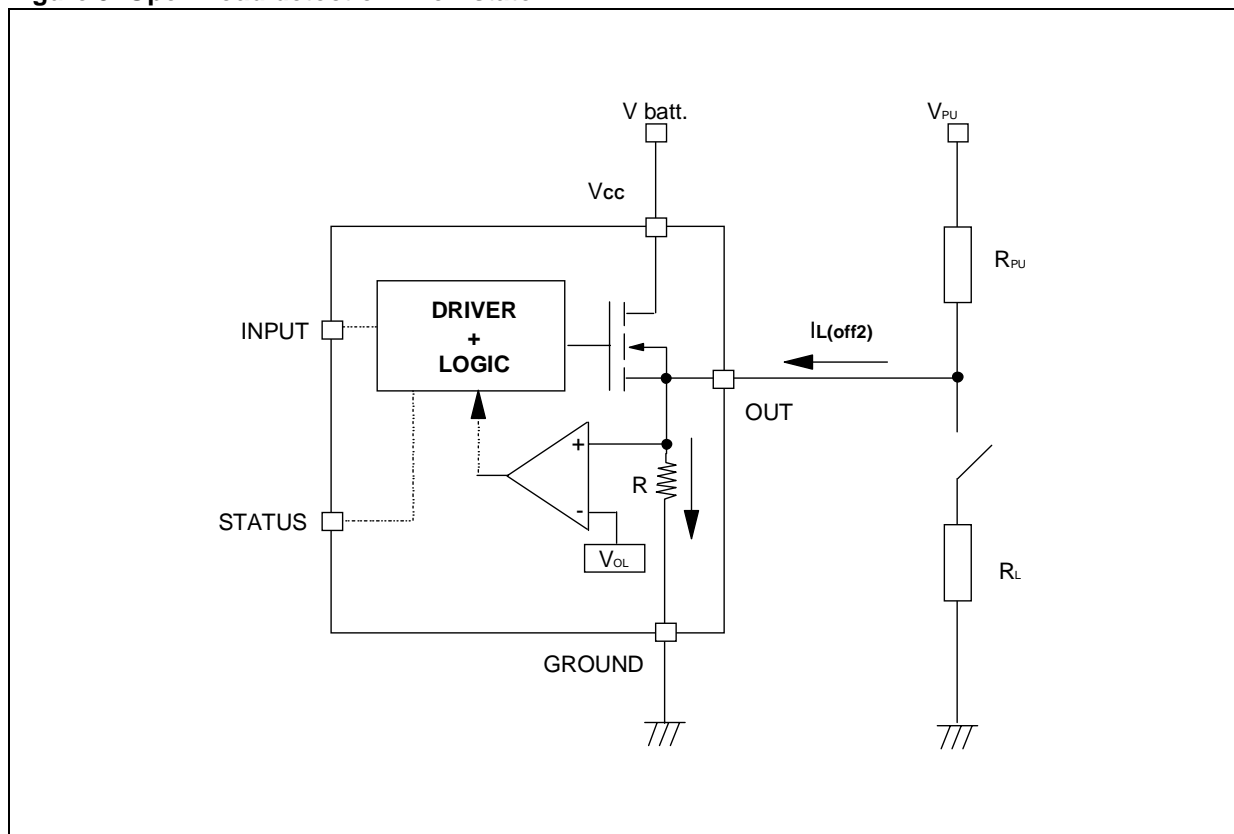 V batt.
VPU
Vcc
RPU
DRIVER
+
LOGIC
INPUT
IL(off2)
OUT
+
R
-
STATUS
VOL
RL
GROUND